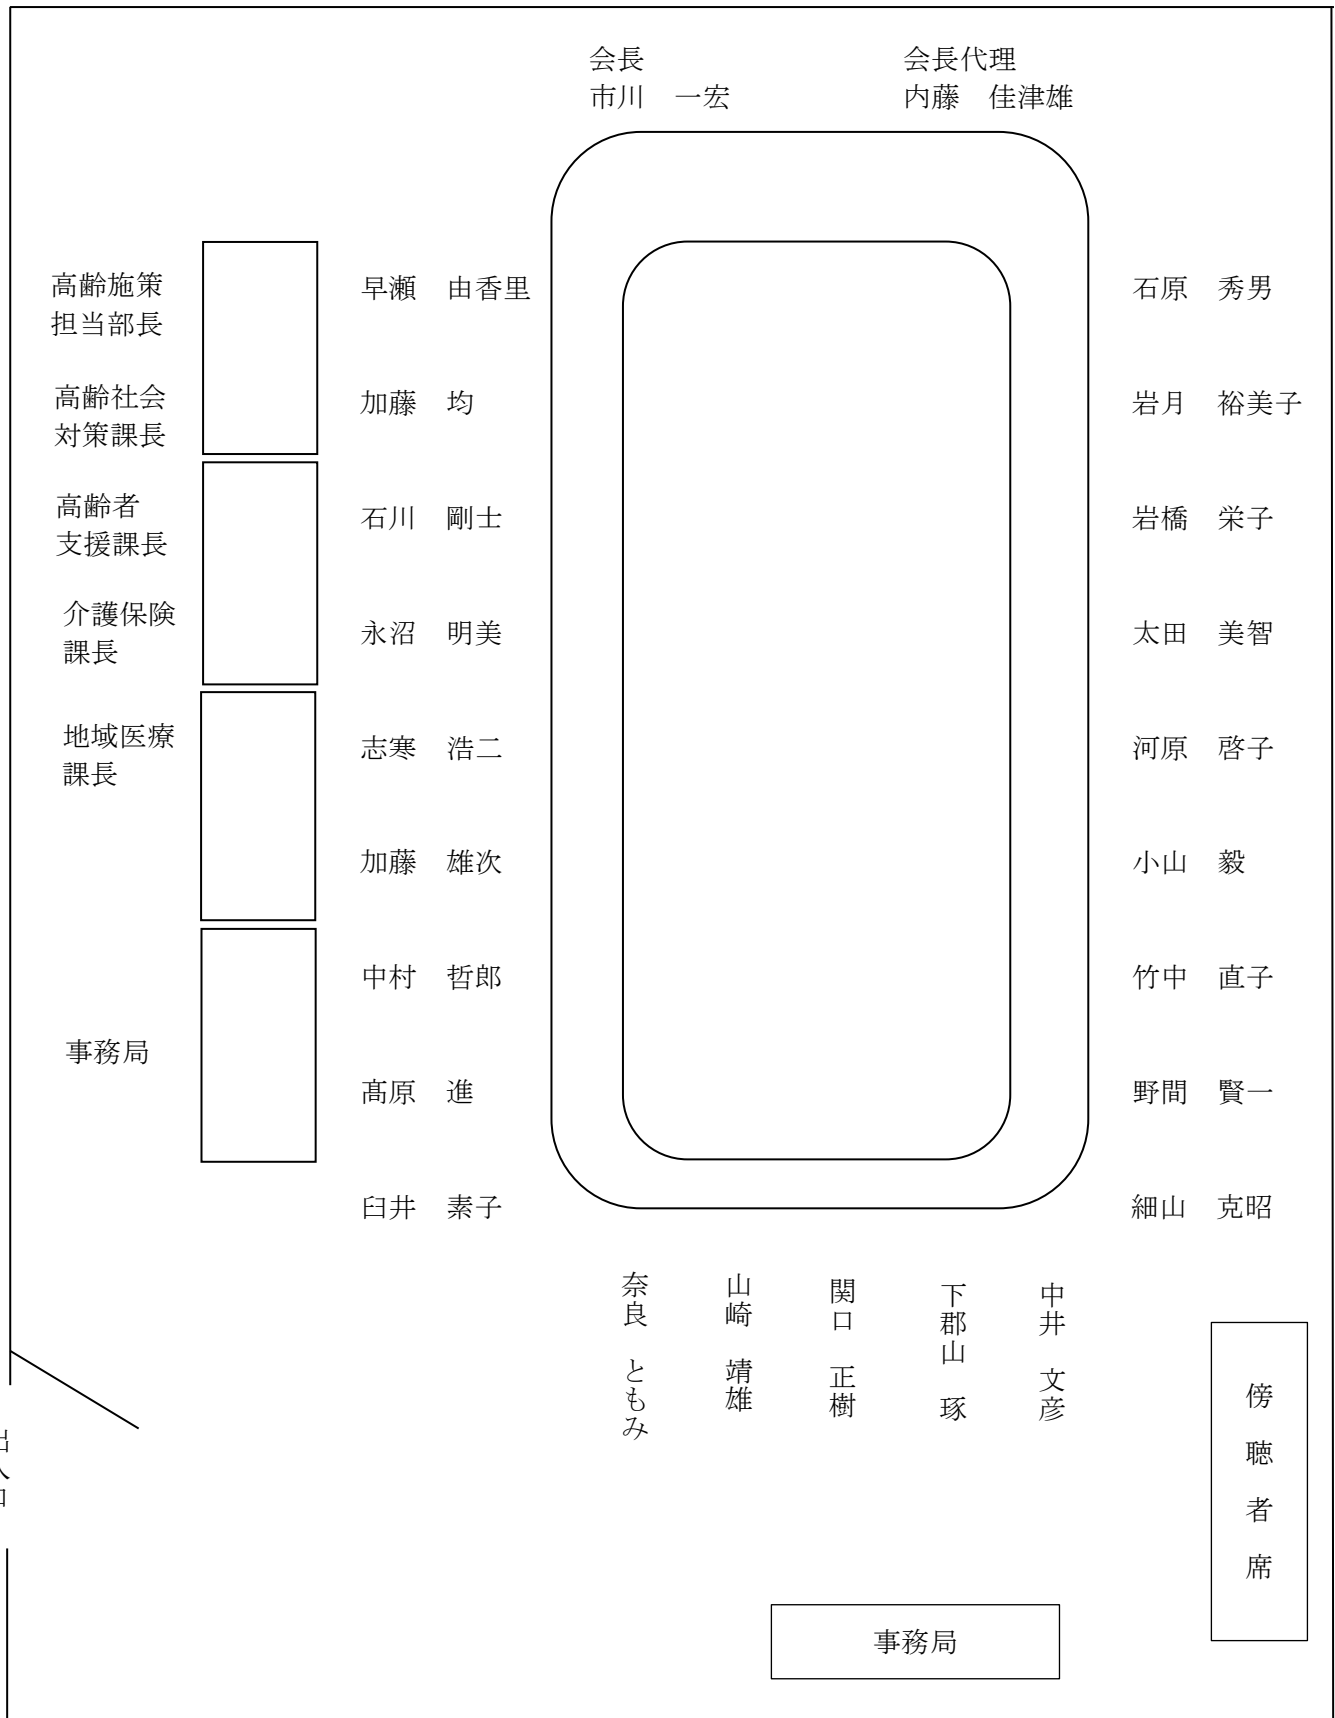 会長
市川　一宏
会長代理
内藤　佳津雄
高齢施策
担当部長
高齢社会
対策課長
高齢者
支援課長
介護保険
課長
地域医療
課長
事務局
早瀬　由香里
加藤　均
石川　剛士
永沼　明美
志寒　浩二
加藤　雄次
中村　哲郎
髙原　進
臼井　素子
石原　秀男
岩月　裕美子
岩橋　栄子
太田　美智
河原　啓子
小山　毅
竹中　直子
野間　賢一
細山　克昭
奈良　ともみ
山崎　靖雄
関口　正樹
下郡山　琢
中井　文彦
傍聴者席
出入口
事務局